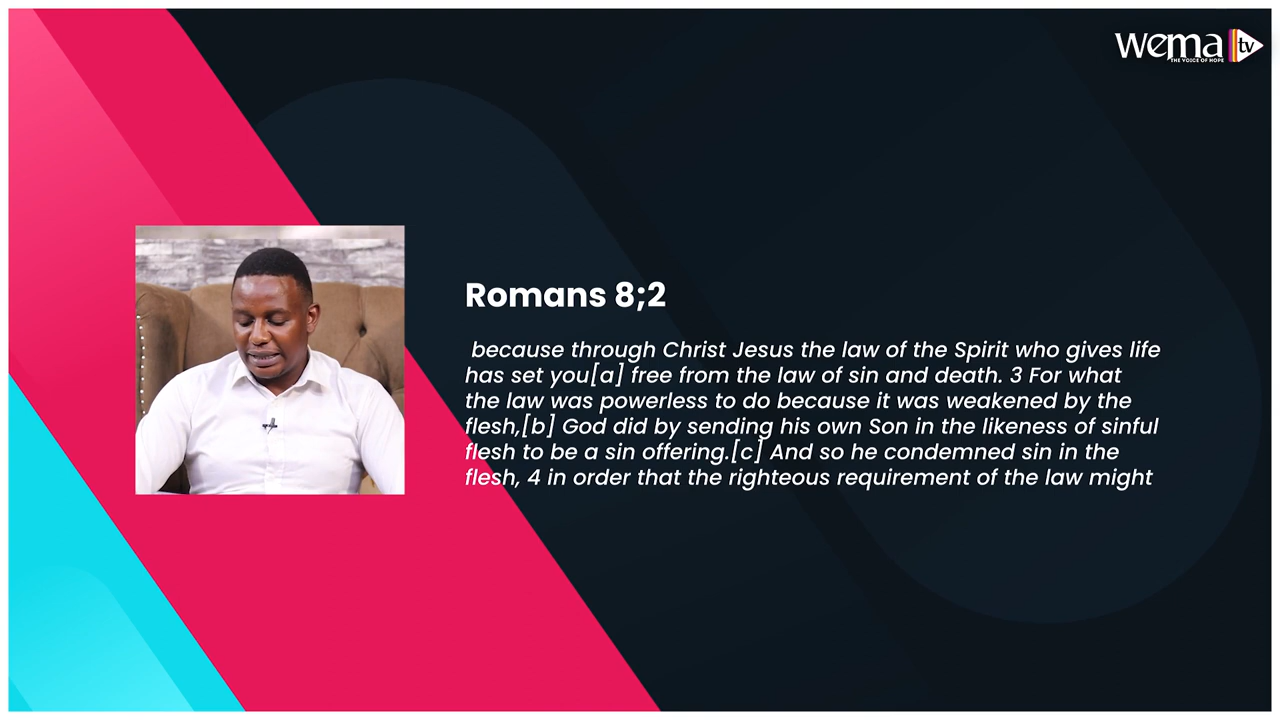 wema tv
THE VOICE OF HOPE
Romans 8;2
because through Christ Jesus the law of the Spirit who gives life
has set you[a] free from the law of sin and death. 3 For what
the law was powerless to do because it was weakened by the
flesh,[b] God did by sending his own Son in the likeness of sinful
flesh to be a sin offering.[c] And so he condemned sin in the
flesh, 4 in order that the righteous requirement of the law might